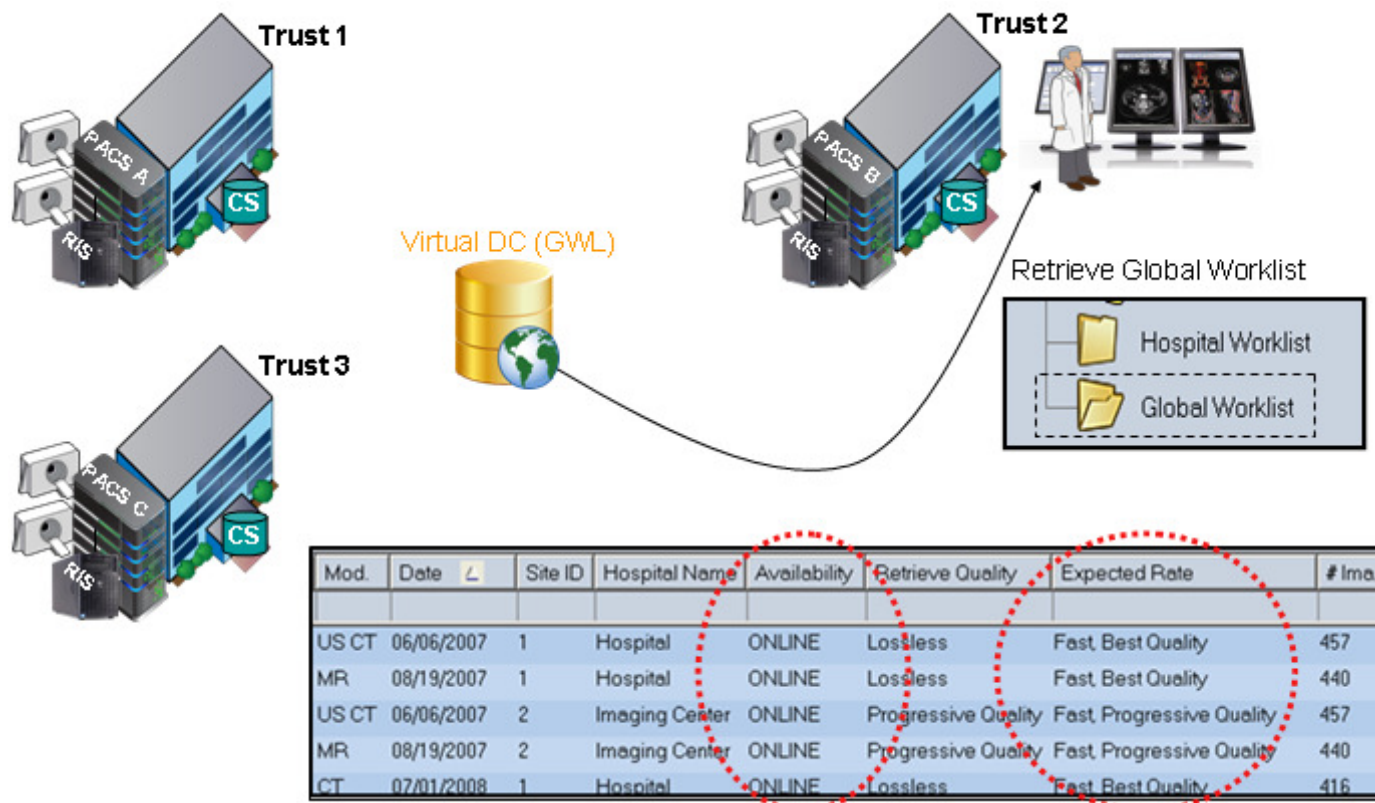 Trust 1
PACS A
RIS
CS
Trust 2
PACS B
RIS
CS
Virtual DC (GWL)
Retrieve Global Worklist
Hospital Worklist
Global Worklist
Trust 3
PACS C
RIS
CS
Mod. Date Site ID Hospital Name Availability Retrieve Quality Expected Rate # Ima
US CT 06/06/2007 1 Hospital ONLINE Lossless Fast, Best Quality 457
MR 08/19/2007 1 Hospital ONLINE Lossless Fast, Best Quality 440
US CT 06/06/2007 2 Imaging Center ONLINE Progressive Quality Fast, Progressive Quality 457
MR 08/19/2007 2 Imaging Center ONLINE Progressive Quality Fast, Progressive Quality 440
CT 07/01/2008 1 Hospital ONLINE Lossless Fast, Best Quality 416